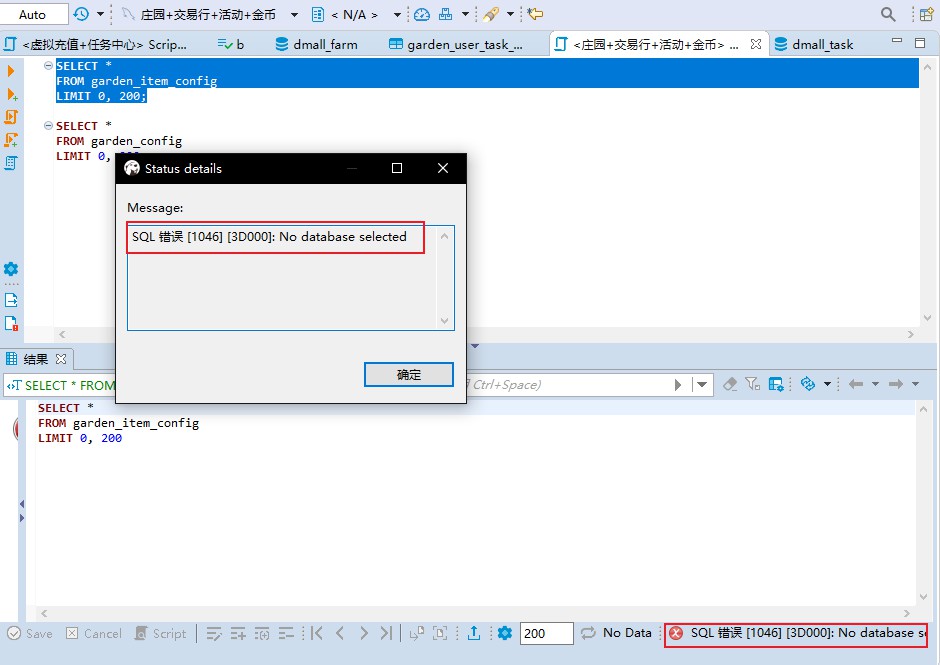 Auto
庄园+交易行+活动+金币
< N/A >
<虚拟充值+任务中心> Scrip...
b
dmall_farm
garden_user_task_...
<庄园+交易行+活动+金币> ...
dmall_task
SELECT *
FROM garden_item_config
LIMIT 0, 200;
SELECT *
FROM garden_config
LIMIT 0,
Status details
Message:
SQL 错误 [1046] [3D000]: No database selected
确定
结果
SELECT * FROM
Ctrl+Space)
SELECT *
FROM garden_item_config
LIMIT 0, 200
Save
Cancel
Script
200
No Data
SQL 错误 [1046] [3D000]: No database s